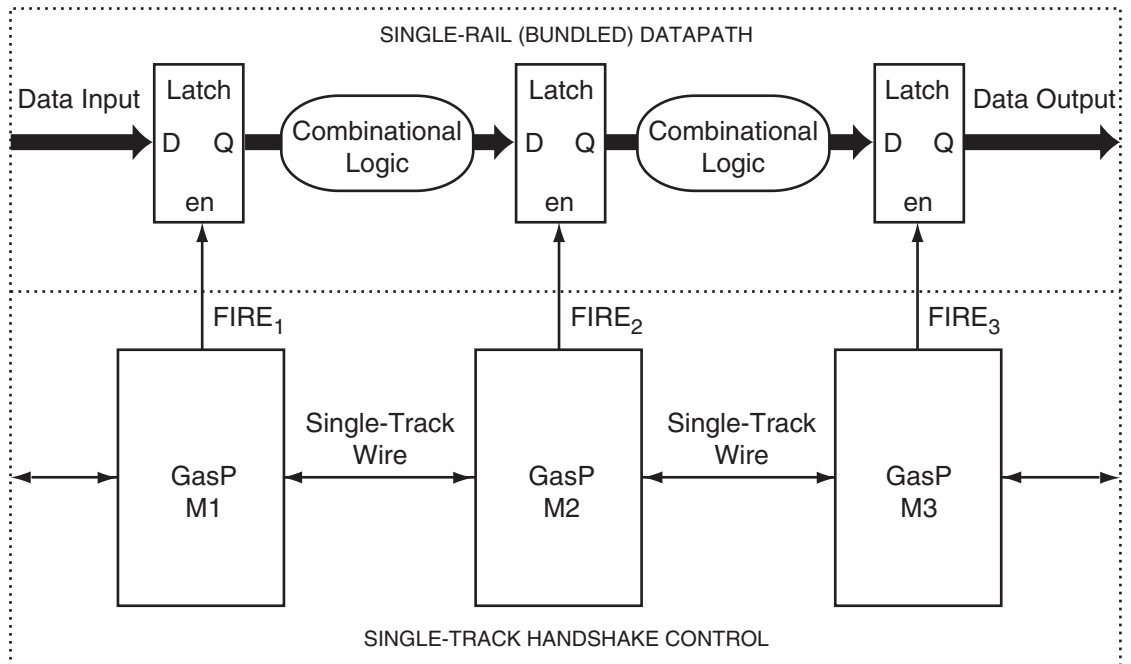 SINGLE-RAIL (BUNDLED) DATAPATH
Data Input
Latch
D Q
en
Combinational
Logic
Latch
D Q
en
Combinational
Logic
Latch
D Q
en
Data Output
FIRE1
FIRE2
FIRE3
GasP
M1
Single-Track
Wire
GasP
M2
Single-Track
Wire
GasP
M3
SINGLE-TRACK HANDSHAKE CONTROL